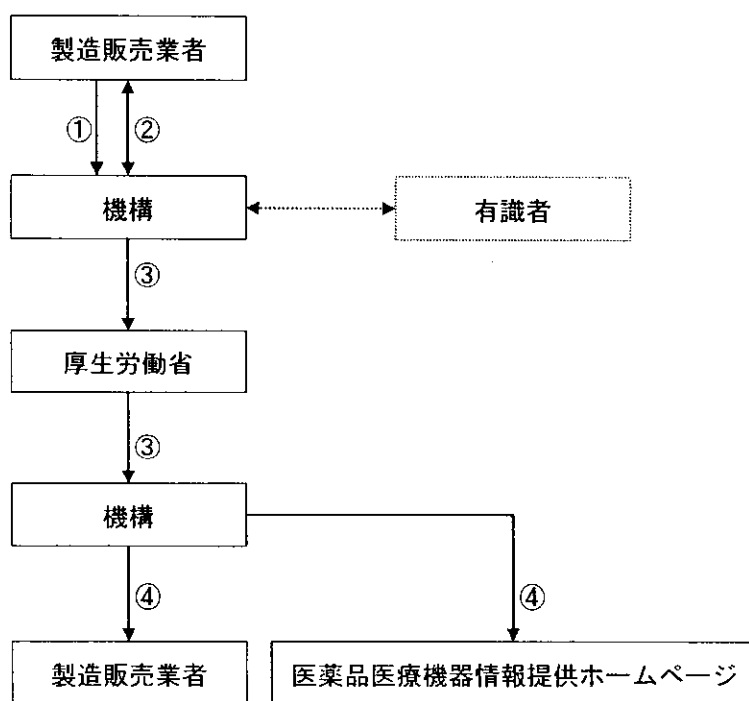 製造販売業者
① ②
機構
有識者
③
厚生労働省
③
機構
④ ④
製造販売業者
医薬品医療機器情報提供ホームページ